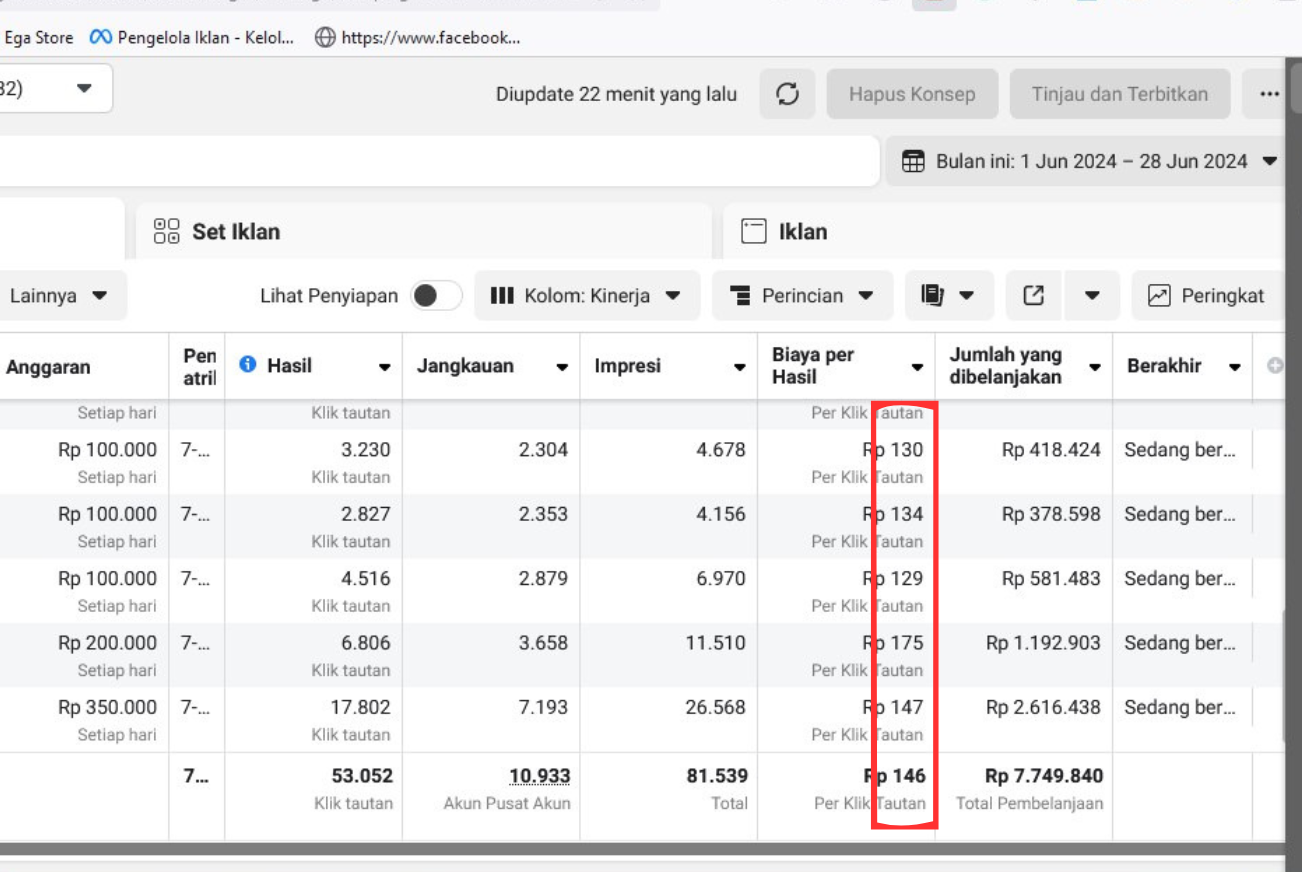 Ega Store Pengelola Iklan - Kelol... https://www.facebook...
32) Diupdate 22 menit yang lalu Hapus Konsep Tinjau dan Terbitkan ...
Bulan ini: 1 Jun 2024 – 28 Jun 2024
Set Iklan Iklan
Lainnya Lihat Penyiapan Kolom: Kinerja Perincian Peringkat
Anggaran Pen atril Hasil Jangkauan Impresi Biaya per Hasil Jumlah yang dibelanjakan Berakhir
Setiap hari Klik tautan Per Klik Tautan
Rp 100.000 7-... 3.230 2.304 4.678 Rp 130 Rp 418.424 Sedang ber...
Setiap hari Klik tautan Per Klik Tautan
Rp 100.000 7-... 2.827 2.353 4.156 Rp 134 Rp 378.598 Sedang ber...
Setiap hari Klik tautan Per Klik Tautan
Rp 100.000 7-... 4.516 2.879 6.970 Rp 129 Rp 581.483 Sedang ber...
Setiap hari Klik tautan Per Klik Tautan
Rp 200.000 7-... 6.806 3.658 11.510 Rp 175 Rp 1.192.903 Sedang ber...
Setiap hari Klik tautan Per Klik Tautan
Rp 350.000 7-... 17.802 7.193 26.568 Rp 147 Rp 2.616.438 Sedang ber...
Setiap hari Klik tautan Per Klik Tautan
7... 53.052 10.933 81.539 Rp 146 Rp 7.749.840
Klik tautan Akun Pusat Akun Total Per Klik Tautan Total Pembelanjaan